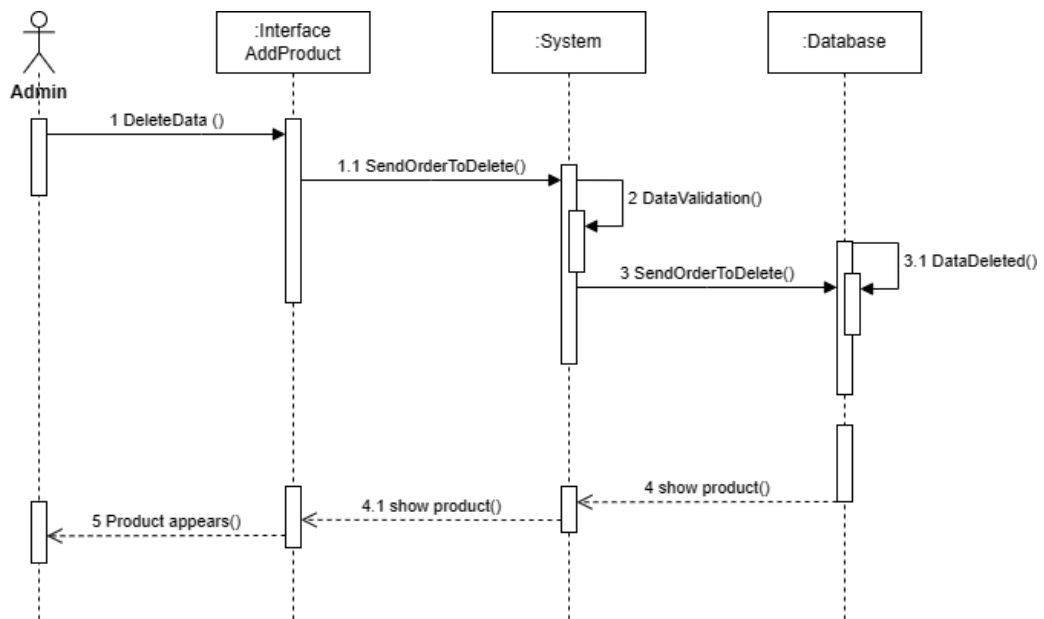 :Interface
AddProduct
:System
:Database
Admin
1 DeleteData ()
1.1 SendOrderToDelete()
2 DataValidation()
3.1 DataDeleted()
3 SendOrderToDelete()
4 show product()
4.1 show product()
5 Product appears()